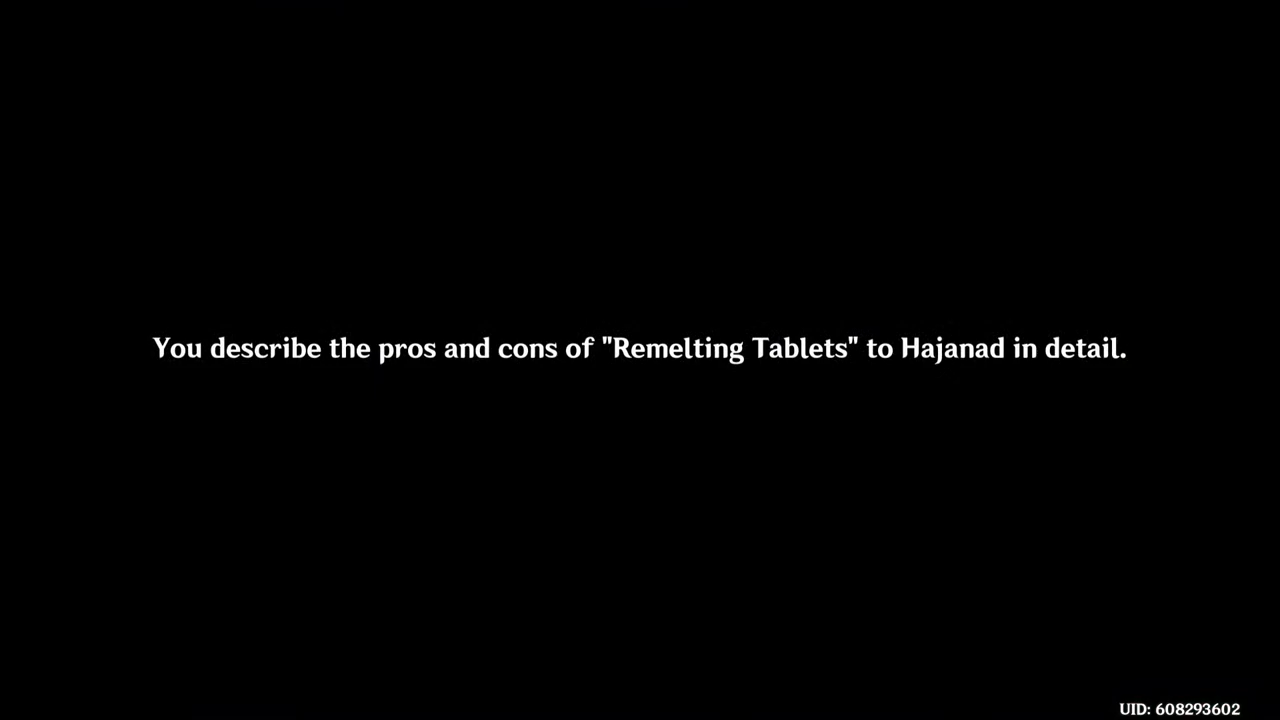 You describe the pros and cons of "Remelting Tablets" to Hajanad in detail.
UID: 608293602